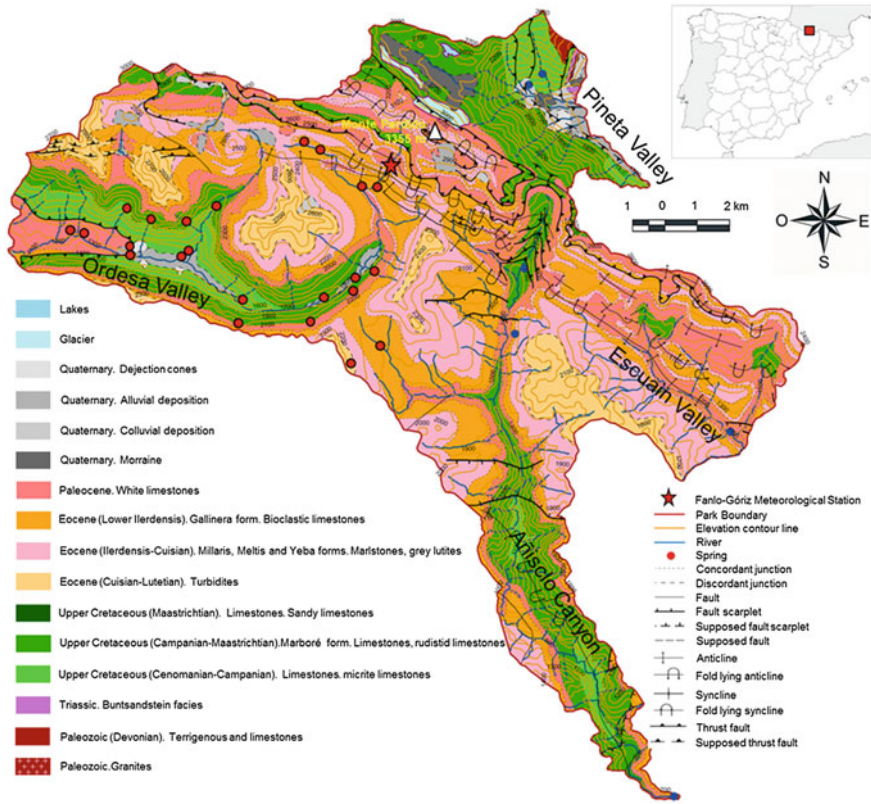 Monte Perdido
3355
Pineta Valley
1 0 1 2 km
N
O E
S
Ordesa Valley
Escuain Valley
Anisclo Canyon
Lakes
Glacier
Quaternary. Dejection cones
Quaternary. Alluvial deposition
Quaternary. Colluvial deposition
Quaternary. Morraine
Paleocene. White limestones
Eocene (Lower Ilerdensis). Gallinera form. Bioclastic limestones
Eocene (Ilerdensis-Cuisian). Millaris, Meltis and Yeba forms. Marlstones, grey lutites
Eocene (Cuisian-Lutetian). Turbidites
Upper Cretaceous (Maastrichtian). Limestones. Sandy limestones
Upper Cretaceous (Campanian-Maastrichtian). Marboré form. Limestones, rudistid limestones
Upper Cretaceous (Cenomanian-Campanian). Limestones. micrite limestones
Triassic. Buntsandstein facies
Paleozoic (Devonian). Terrigenous and limestones
Paleozoic. Granites
Fanlo-Góriz Meteorological Station
Park Boundary
Elevation contour line
River
Spring
Concordant junction
Discordant junction
Fault
Fault scarplet
Supposed fault scarplet
Supposed fault
Anticline
Fold lying anticline
Syncline
Fold lying syncline
Thrust fault
Supposed thrust fault